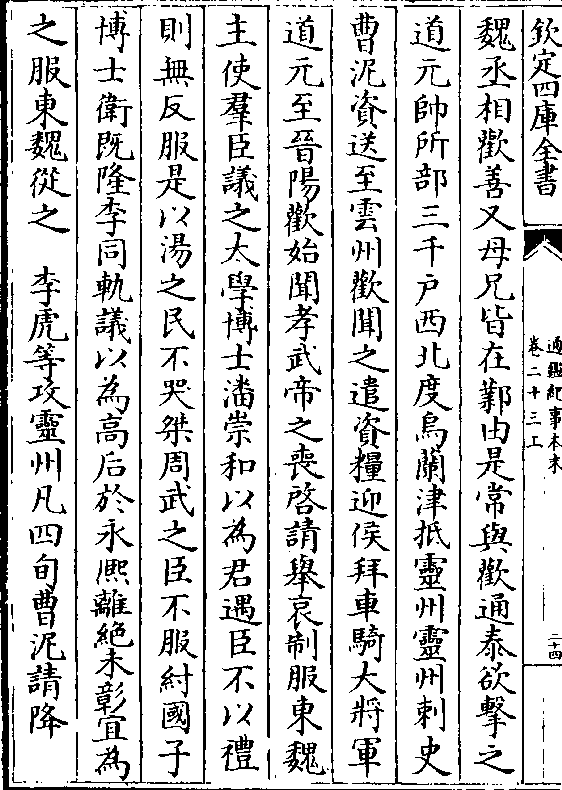 欽定四庫全書
通鑑紀事本末
卷二十三上
二十四
魏丞相歡善又母兄皆在鄴由是常與歡通泰欲擊之
道元帥所部三千戸西北度烏蘭津抵靈州靈州刺史
曹泥資送至雲州歡聞之遣資糧迎侯拜車騎大將軍
道元至晉陽歡始聞孝武帝之喪啓請舉哀制服東魏
主使羣臣議之太學博士潘崇和以為君遇臣不以禮
則無反服是以湯之民不哭桀周武之臣不服紂國子
博士衛既隆李同軌議以為高后於永熈離絶未彰宜為
之服東魏從之　李虎等攻靈州凡四旬曹泥請降